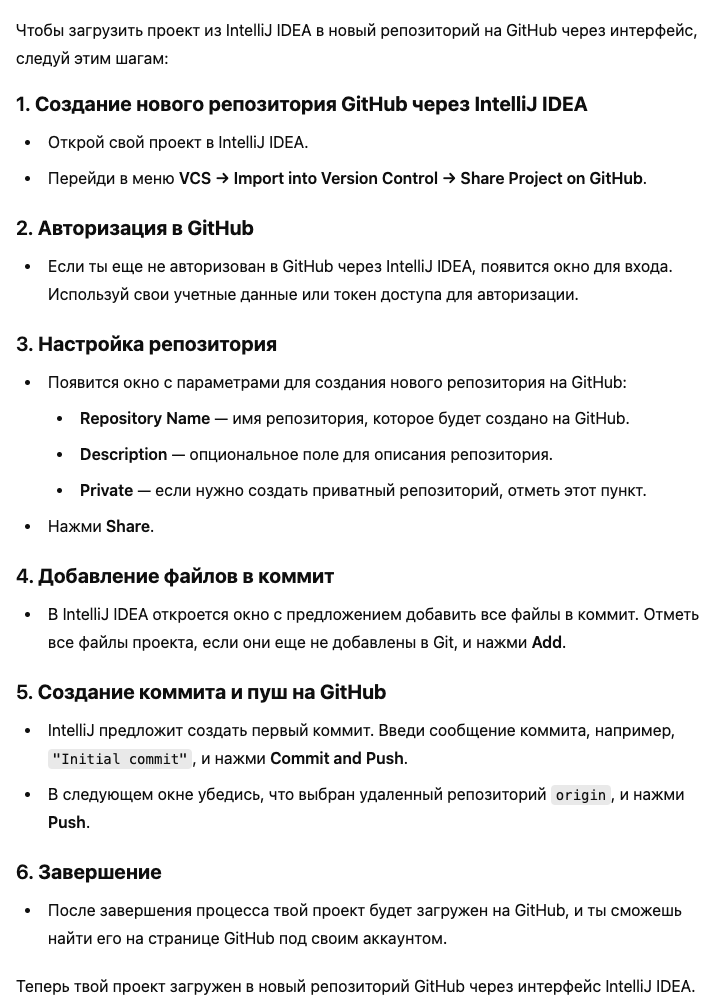 Чтобы загрузить проект из IntelliJ IDEA в новый репозиторий на GitHub через интерфейс,
следуй этим шагам:
1. Создание нового репозитория GitHub через IntelliJ IDEA
• Открой свой проект в IntelliJ IDEA.
• Перейди в меню VCS → Import into Version Control → Share Project on GitHub.
2. Авторизация в GitHub
• Если ты еще не авторизован в GitHub через IntelliJ IDEA, появится окно для входа.
Используй свои учетные данные или токен доступа для авторизации.
3. Настройка репозитория
• Появится окно с параметрами для создания нового репозитория на GitHub:
• Repository Name — имя репозитория, которое будет создано на GitHub.
• Description — опциональное поле для описания репозитория.
• Private — если нужно создать приватный репозиторий, отметь этот пункт.
• Нажми Share.
4. Добавление файлов в коммит
• В IntelliJ IDEA откроется окно с предложением добавить все файлы в коммит. Отметь
все файлы проекта, если они еще не добавлены в Git, и нажми Add.
5. Создание коммита и пуш на GitHub
• IntelliJ предложит создать первый коммит. Введи сообщение коммита, например,
"Initial commit", и нажми Commit and Push.
• В следующем окне убедись, что выбран удаленный репозиторий origin, и нажми
Push.
6. Завершение
• После завершения процесса твой проект будет загружен на GitHub, и ты сможешь
найти его на странице GitHub под своим аккаунтом.
Теперь твой проект загружен в новый репозиторий GitHub через интерфейс IntelliJ IDEA.